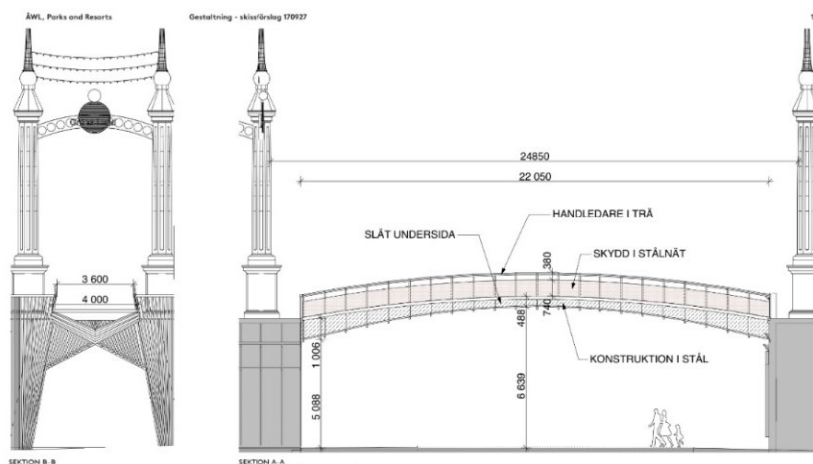 ÅWL, Parks and Resorts
Gestaltning - skissförslag 170927
24850
22 050
HANDLEDARE I TRÄ
SLÄT UNDERSIDA
SKYDD I STÅLNÄT
380
3 600
4 000
488
740
1 006
KONSTRUKTION I STÅL
5 088
6 639
SEKTION B-B
SEKTION A-A